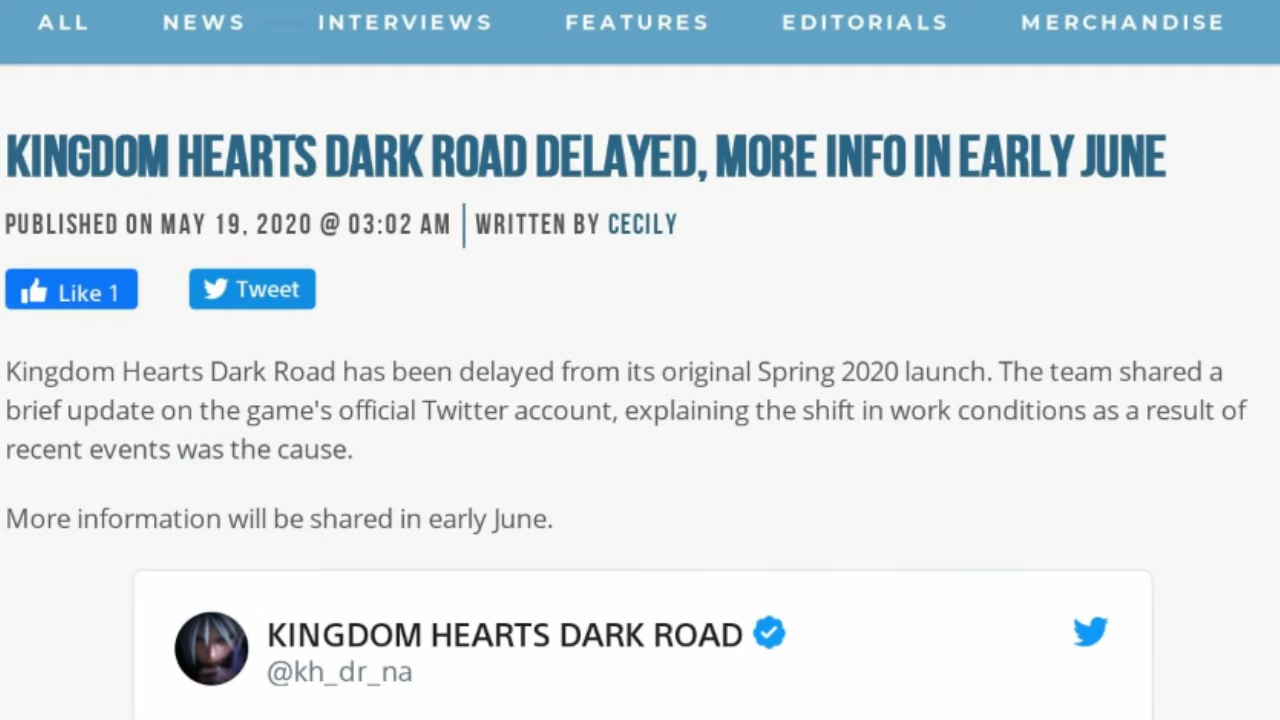 ALL NEWS INTERVIEWS FEATURES EDITORIALS MERCHANDISE
KINGDOM HEARTS DARK ROAD DELAYED, MORE INFO IN EARLY JUNE
PUBLISHED ON MAY 19, 2020 @ 03:02 AM WRITTEN BY CECILY
Like 1 Tweet
Kingdom Hearts Dark Road has been delayed from its original Spring 2020 launch. The team shared a
brief update on the game's official Twitter account, explaining the shift in work conditions as a result of
recent events was the cause.
More information will be shared in early June.
KINGDOM HEARTS DARK ROAD
@kh_dr_na